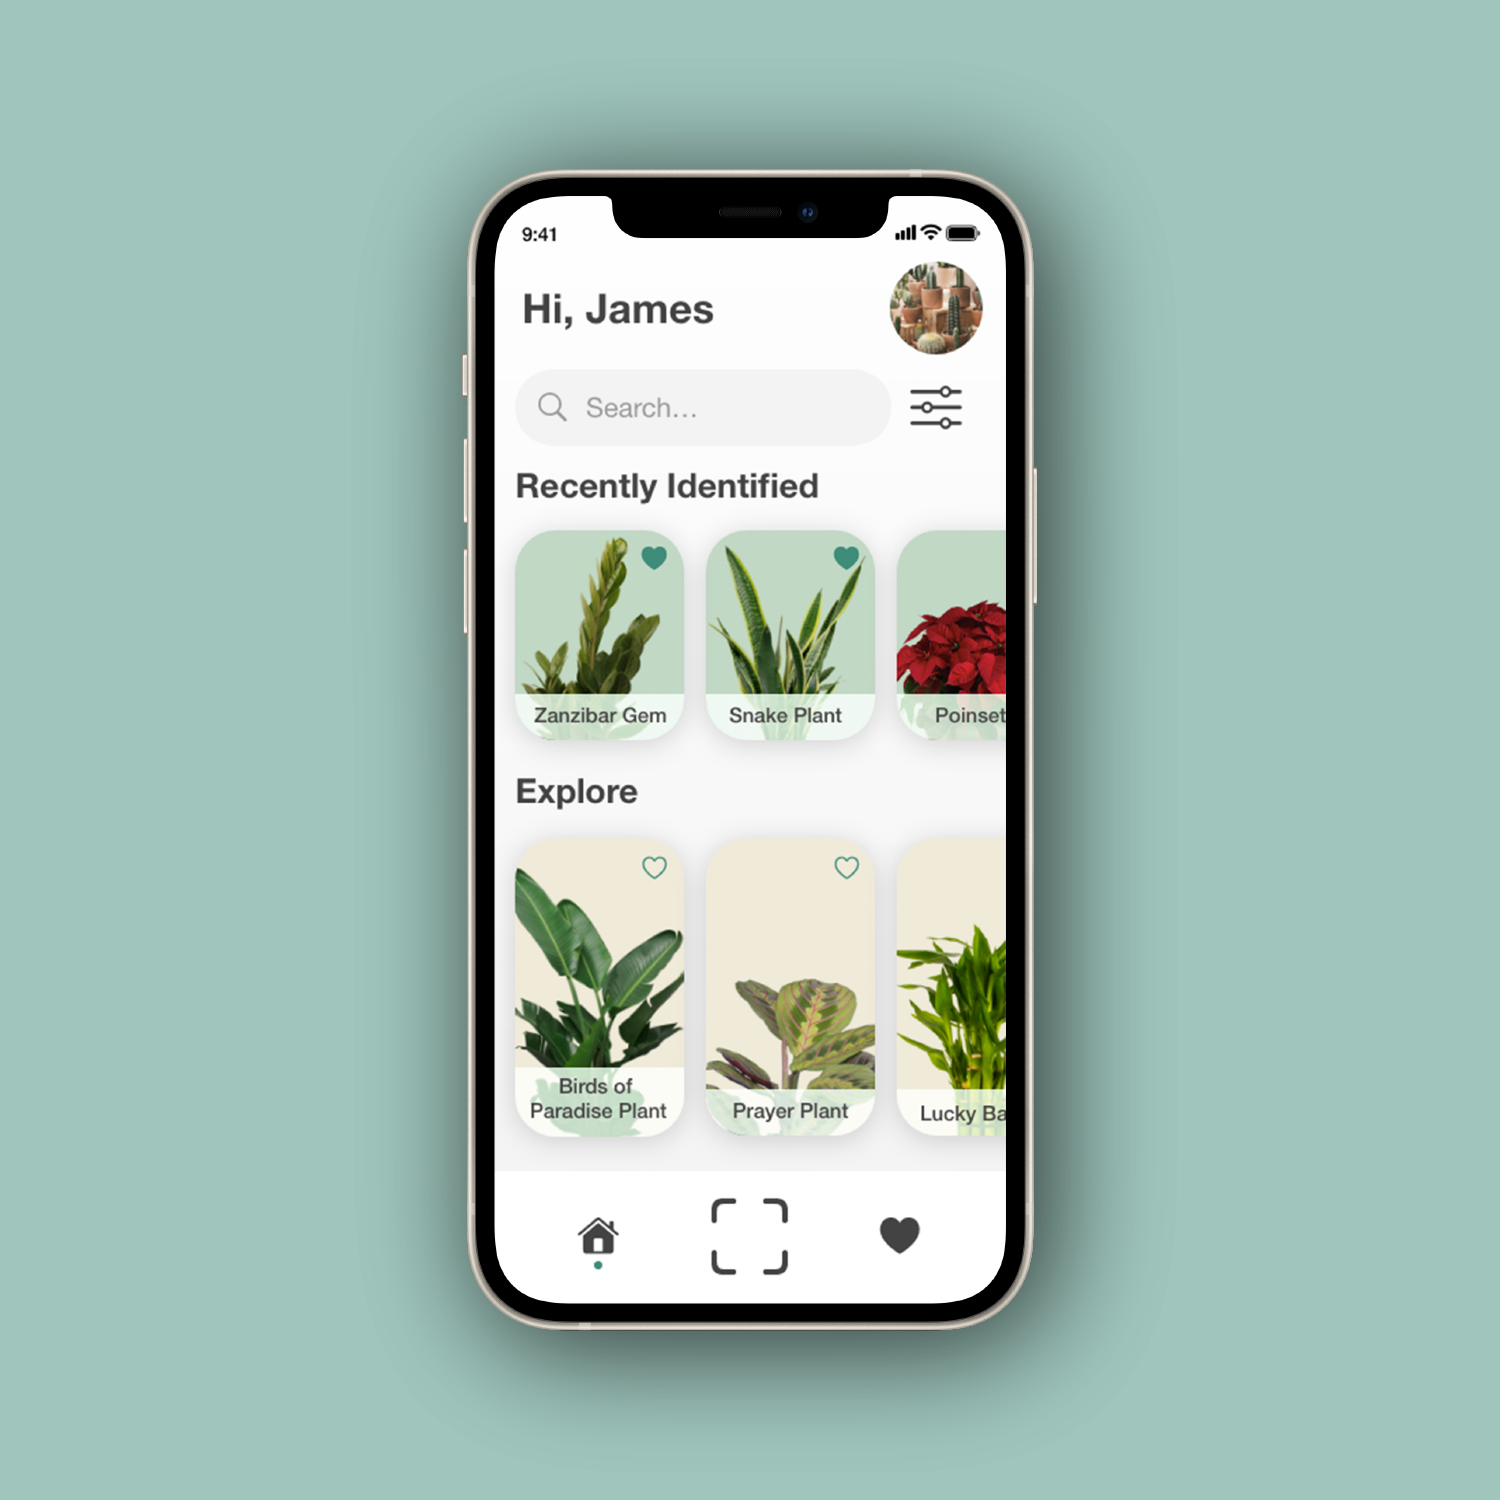 9:41
Hi, James
Search...
Recently Identified
Zanzibar Gem
Snake Plant
Poinset
Explore
Birds of
Paradise Plant
Prayer Plant
Lucky Ba